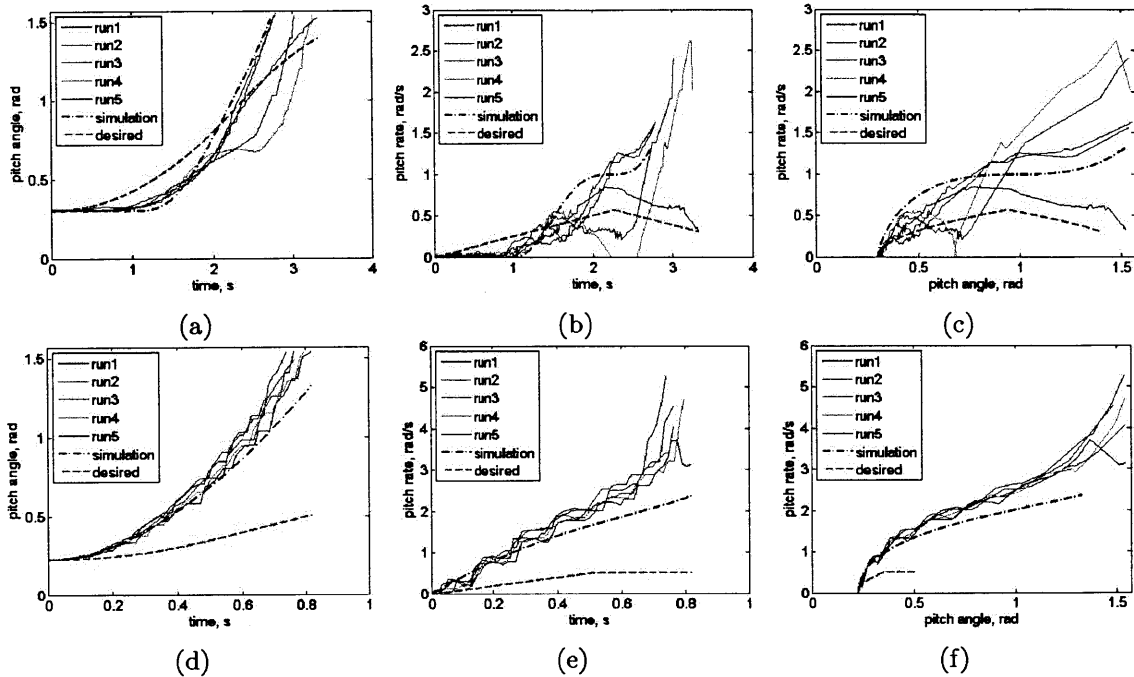 run1
run2
run3
run4
run5
simulation
desired
pitch angle, rad
1.5
1
0.5
0
0
1
2
3
4
time, s
(a)
run1
run2
run3
run4
run5
simulation
desired
pitch rate, rad/s
3
2.5
2
1.5
1
0.5
0
0
1
2
3
4
time, s
(b)
run1
run2
run3
run4
run5
simulation
desired
pitch rate, rad/s
3
2.5
2
1.5
1
0.5
0
0
0.5
1
1.5
pitch angle, rad
(c)
run1
run2
run3
run4
run5
simulation
desired
pitch angle, rad
1.5
1
0.5
0
0
0.2
0.4
0.6
0.8
1
time, s
(d)
run1
run2
run3
run4
run5
simulation
desired
pitch rate, rad/s
6
5
4
3
2
1
0
0
0.2
0.4
0.6
0.8
1
time, s
(e)
run1
run2
run3
run4
run5
simulation
desired
pitch rate, rad/s
6
5
4
3
2
1
0
0
0.5
1
1.5
pitch angle, rad
(f)